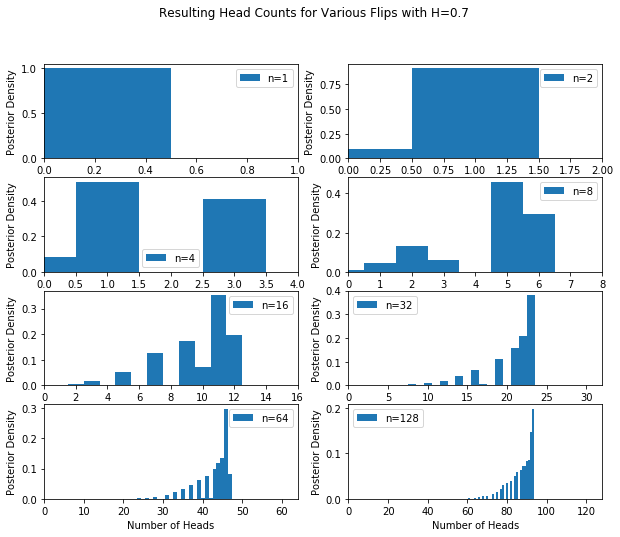 Resulting Head Counts for Various Flips with H=0.7
Posterior Density
1.0
0.5
0.0
n=1
0.0 0.2 0.4 0.6 0.8 1.0
Posterior Density
0.75
0.50
0.25
0.00
n=2
0.00 0.25 0.50 0.75 1.00 1.25 1.50 1.75 2.00
Posterior Density
0.4
0.2
0.0
n=4
0.0 0.5 1.0 1.5 2.0 2.5 3.0 3.5 4.0
Posterior Density
0.4
0.2
0.0
n=8
0 1 2 3 4 5 6 7 8
Posterior Density
0.3
0.2
0.1
0.0
n=16
0 2 4 6 8 10 12 14 16
Posterior Density
0.4
0.3
0.2
0.1
0.0
n=32
0 5 10 15 20 25 30
Posterior Density
0.3
0.2
0.1
0.0
n=64
0 10 20 30 40 50 60
Number of Heads
Posterior Density
0.2
0.1
0.0
n=128
0 20 40 60 80 100 120
Number of Heads